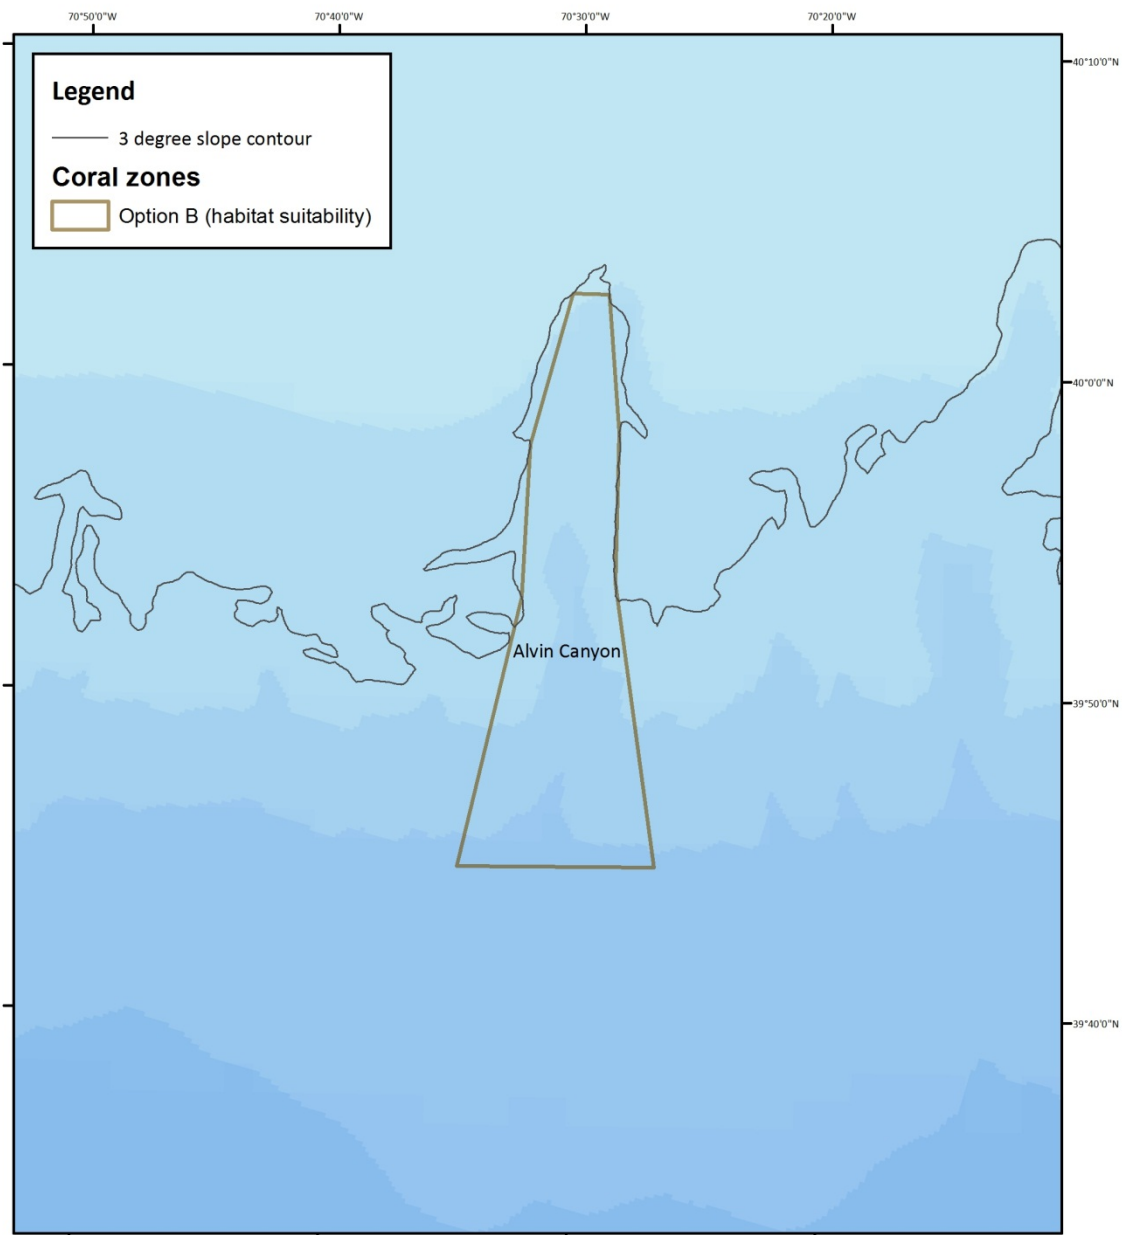 70°50'0"W 70°40'0"W 70°30'0"W 70°20'0"W
40°10'0"N
Legend
3 degree slope contour
Coral zones
Option B (habitat suitability)
40°0'0"N
Alvin Canyon
39°50'0"N
39°40'0"N